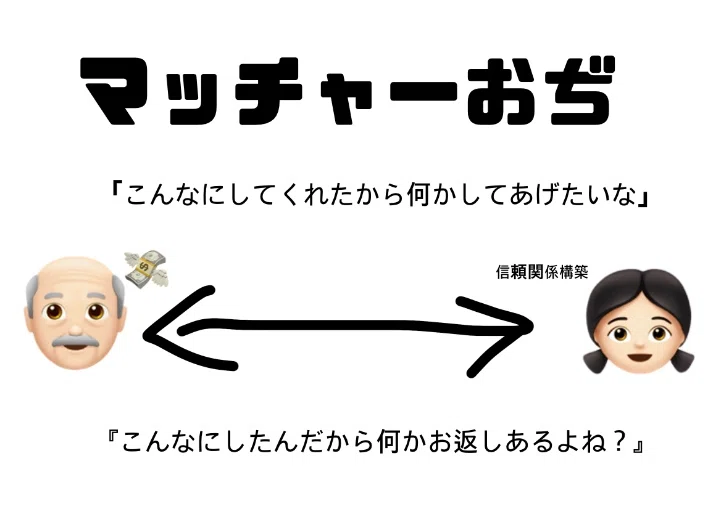 マッチャーおぢ
「こんなにしてくれたから何かしてあげたいな」
信頼関係構築
『こんなにしたんだから何かお返しあるよね？』